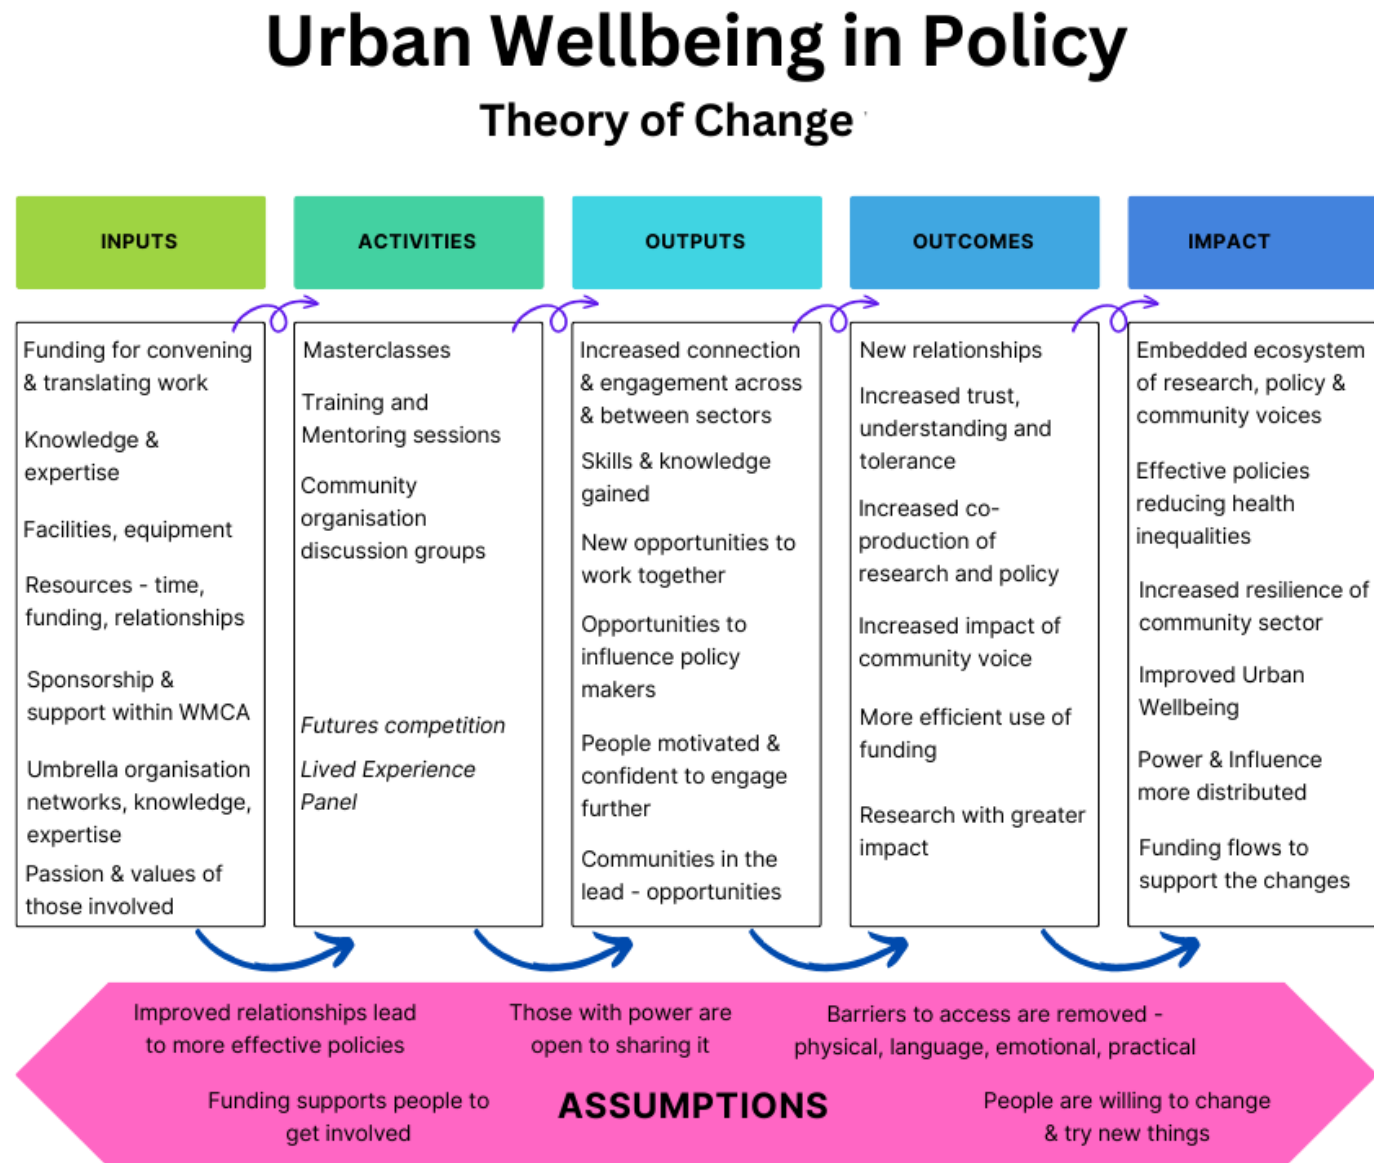 Urban Wellbeing in Policy
Theory of Change
INPUTS
Funding for convening
& translating work
Knowledge &
expertise
Facilities, equipment
Resources - time,
funding, relationships
Sponsorship &
support within WMCA
Umbrella organisation
networks, knowledge,
expertise
Passion & values of
those involved
ACTIVITIES
Masterclasses
Training and
Mentoring sessions
Community
organisation
discussion groups
Futures competition
Lived Experience
Panel
OUTPUTS
Increased connection
& engagement across
& between sectors
Skills & knowledge
gained
New opportunities to
work together
Opportunities to
influence policy
makers
People motivated &
confident to engage
further
Communities in the
lead - opportunities
OUTCOMES
New relationships
Increased trust,
understanding and
tolerance
Increased co-
production of
research and policy
Increased impact of
community voice
More efficient use of
funding
Research with greater
impact
IMPACT
Embedded ecosystem
of research, policy &
community voices
Effective policies
reducing health
inequalities
Increased resilience of
community sector
Improved Urban
Wellbeing
Power & Influence
more distributed
Funding flows to
support the changes
Improved relationships lead
to more effective policies
Those with power are
open to sharing it
Barriers to access are removed -
physical, language, emotional, practical
Funding supports people to
get involved
ASSUMPTIONS
People are willing to change
& try new things